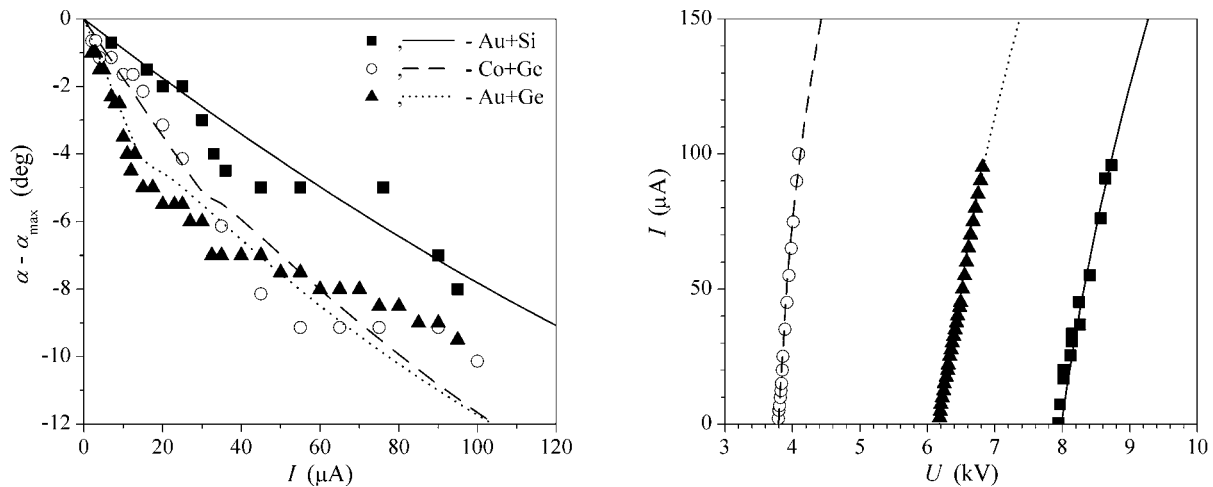 0
-2
-4
-6
-8
-10
-12
α - α max (deg)
, - Au+Si
, - Co+Ge
, - Au+Ge
0 20 40 60 80 100 120
I (μA)
150
100
50
0
I (μA)
3 4 5 6 7 8 9 10
U (kV)